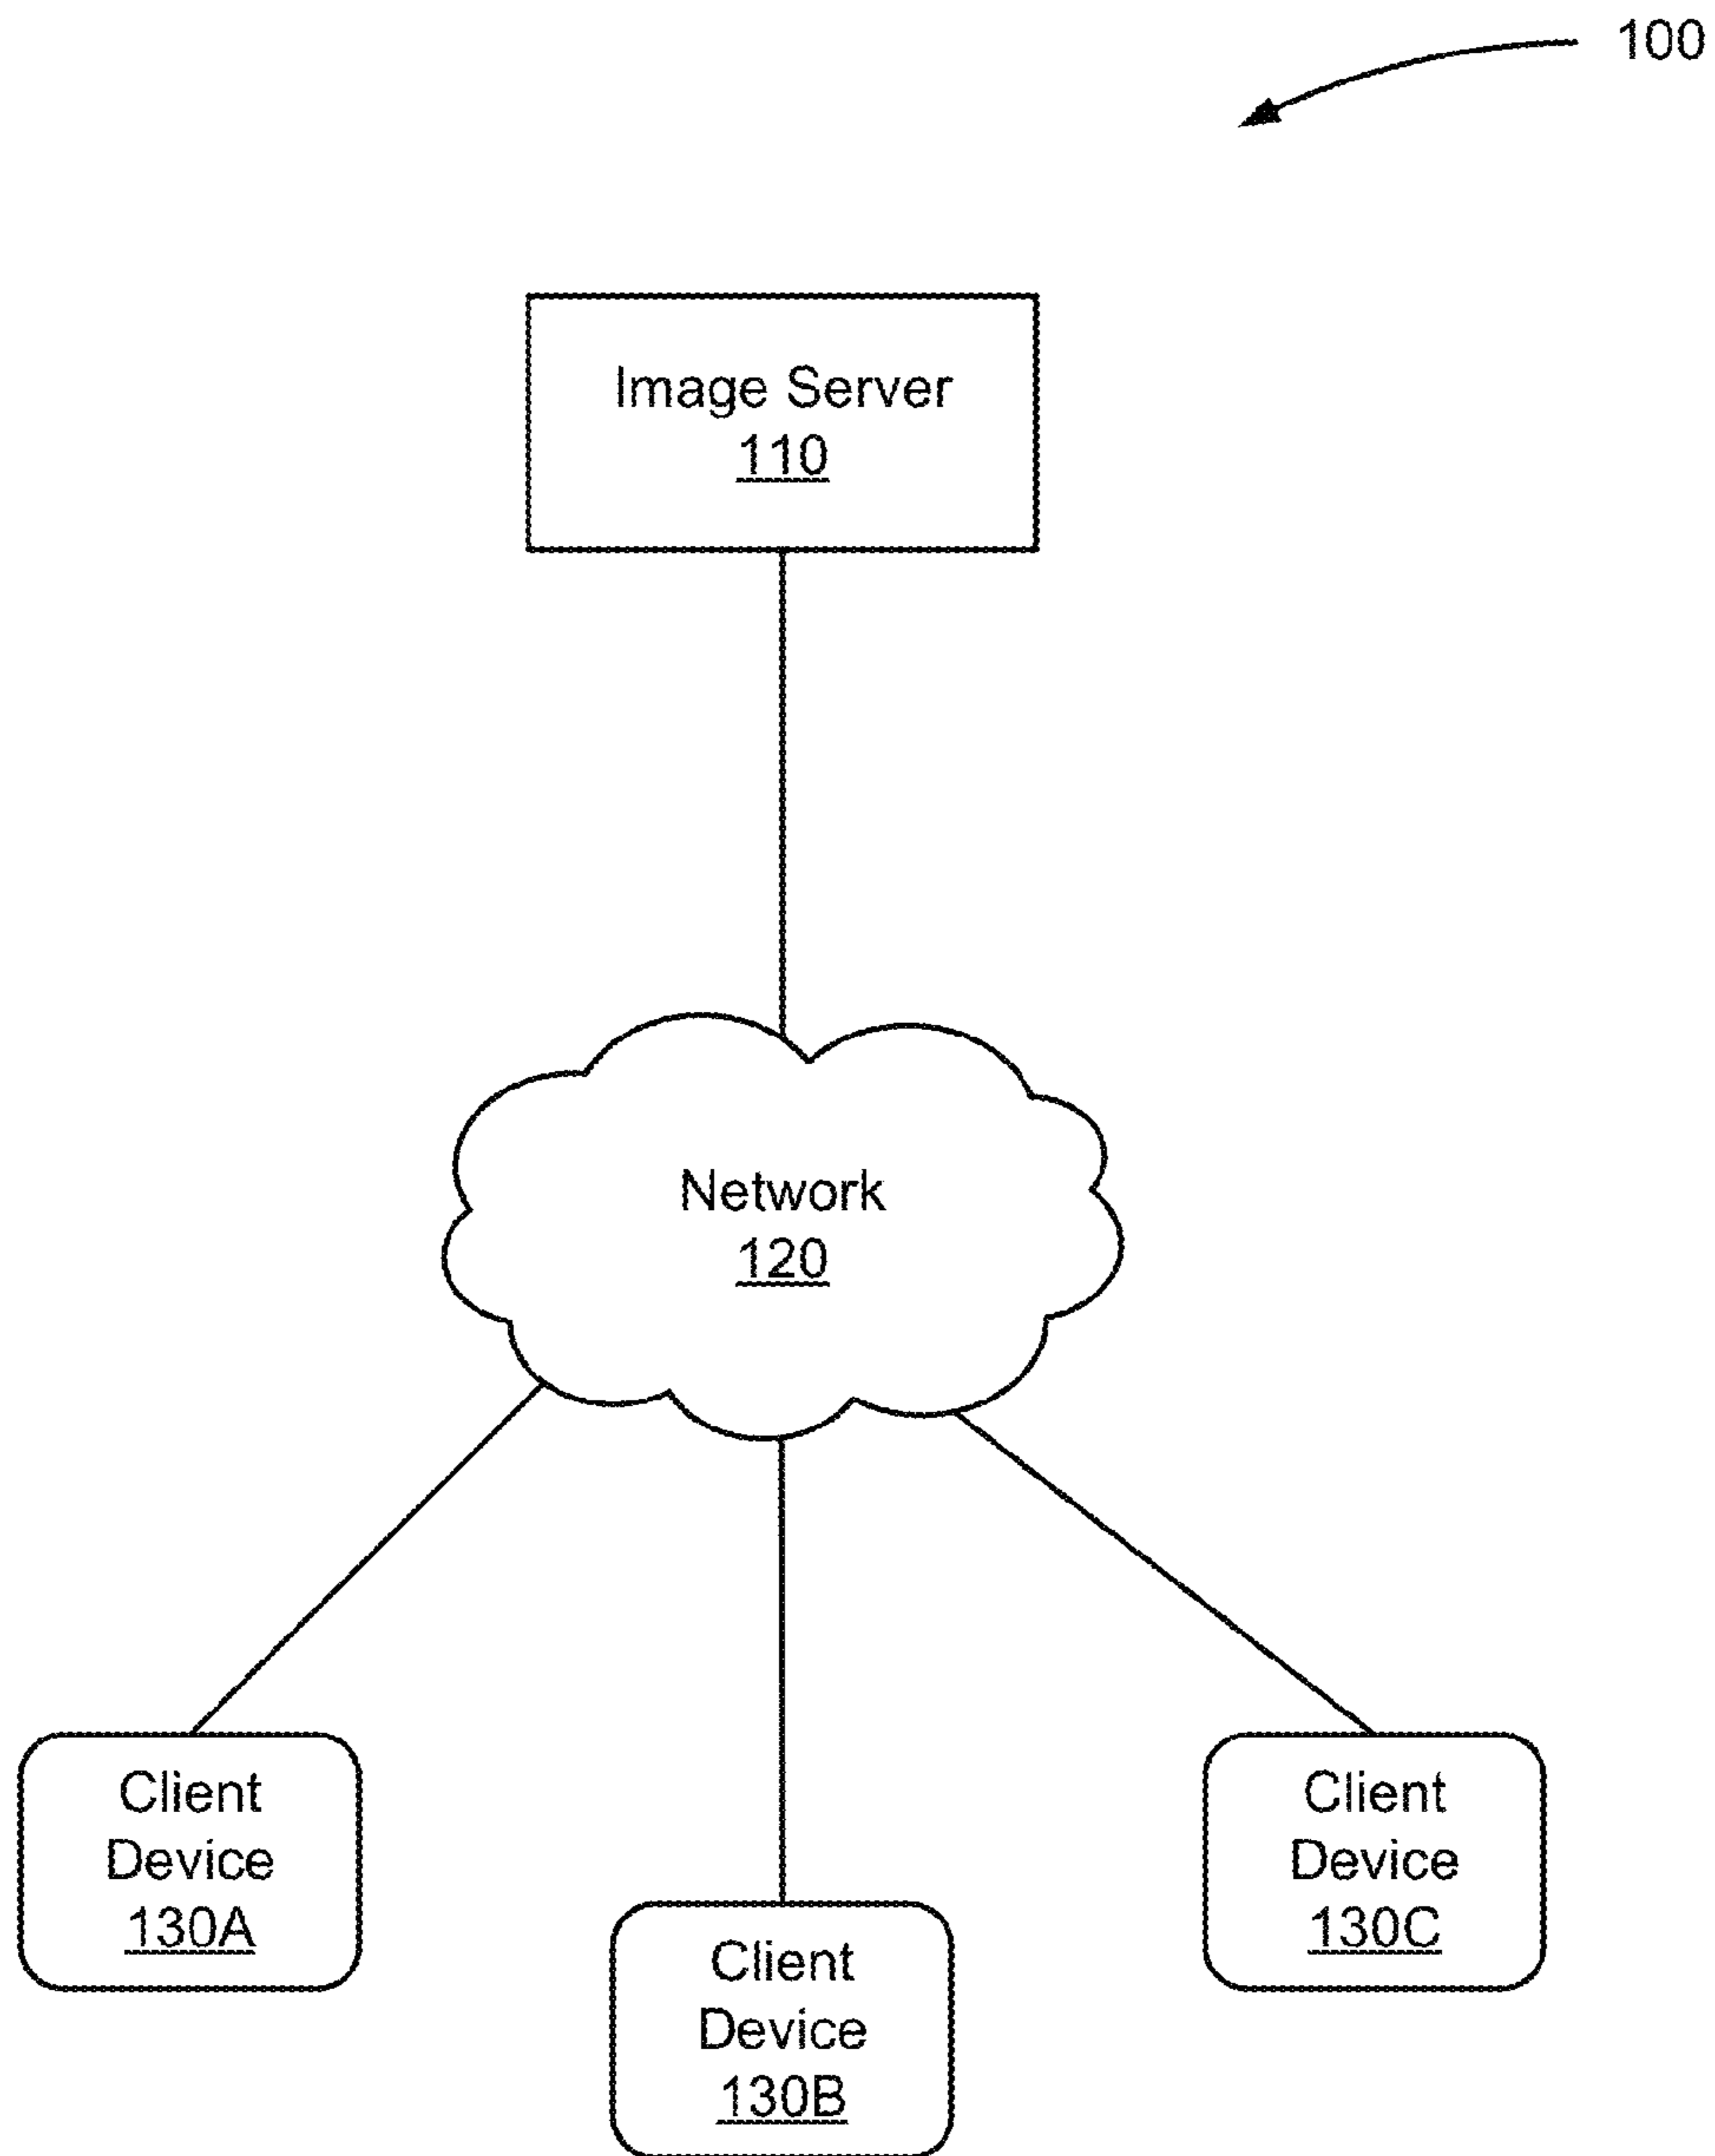 100
Image Server
110
Network
120
Client
Device
130A
Client
Device
130B
Client
Device
130C